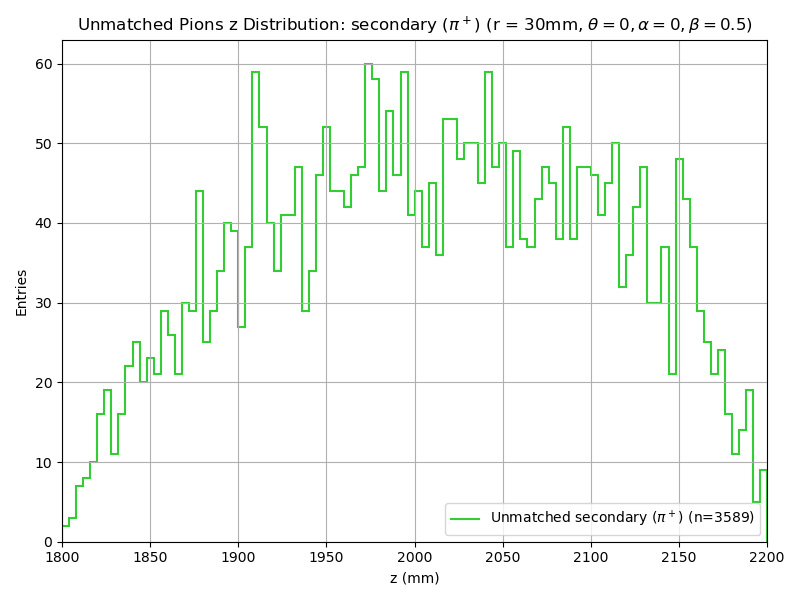 Unmatched Pions z Distribution: secondary (π⁺) (r = 30mm, θ = 0, α = 0, β = 0.5)
60
50
40
30
20
10
0
Entries
Unmatched secondary (π⁺) (n=3589)
1800 1850 1900 1950 2000 2050 2100 2150 2200
z (mm)